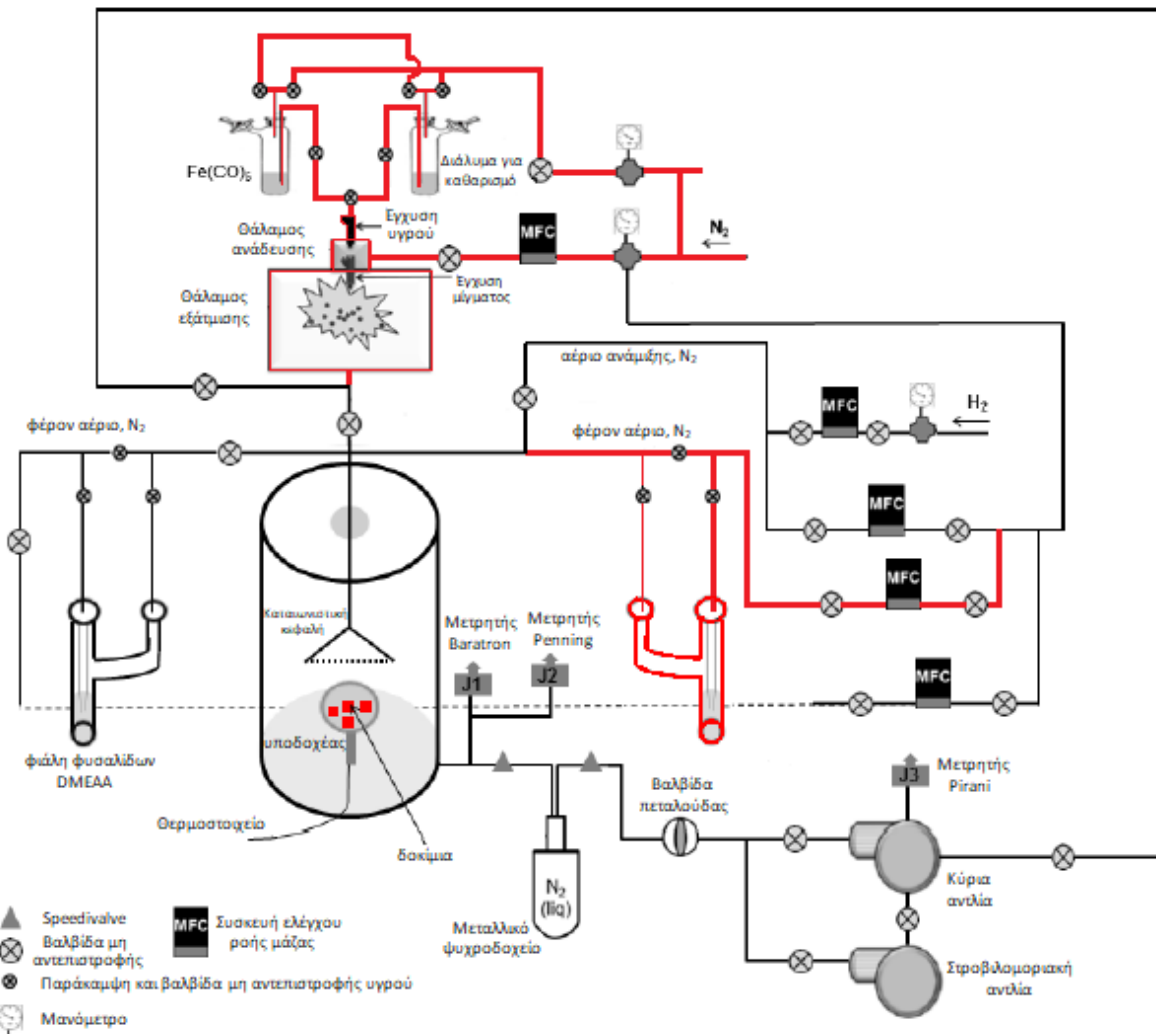 Fe(CO)5
Διάλυμα για
καθαρισμό
Έγχυση
υγρού
Θάλαμος
ανάδευσης
MFC
N2
Έγχυση
μίγματος
Θάλαμος
εξάτμισης
αέριο ανάμιξης, N2
MFC
H2
φέρον αέριο, N2
φέρον αέριο, N2
MFC
MFC
Καταιωνιστική
κεφαλή
Μετρητής
Baratron
Μετρητής
Penning
J1
J2
MFC
υποδοχέας
φιάλη φυσαλίδων
DMEAA
Θερμοστοιχείο
δοκίμια
Βαλβίδα
πεταλούδας
J3
Μετρητής
Pirani
N2
(liq)
Κύρια
αντλία
Μεταλλικό
ψυχροδοχείο
Στροβιλομοριακή
αντλία
Speedivalve
Βαλβίδα μη
αντεπιστροφής
MFC
Συσκευή ελέγχου
ροής μάζας
Παράκαμψη και βαλβίδα μη αντεπιστροφής υγρού
Μανόμετρο